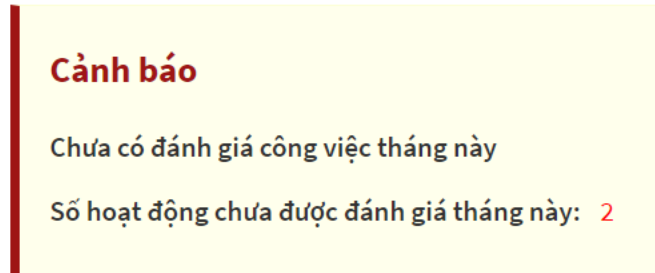 Cảnh báo
Chưa có đánh giá công việc tháng này
Số hoạt động chưa được đánh giá tháng này: 2